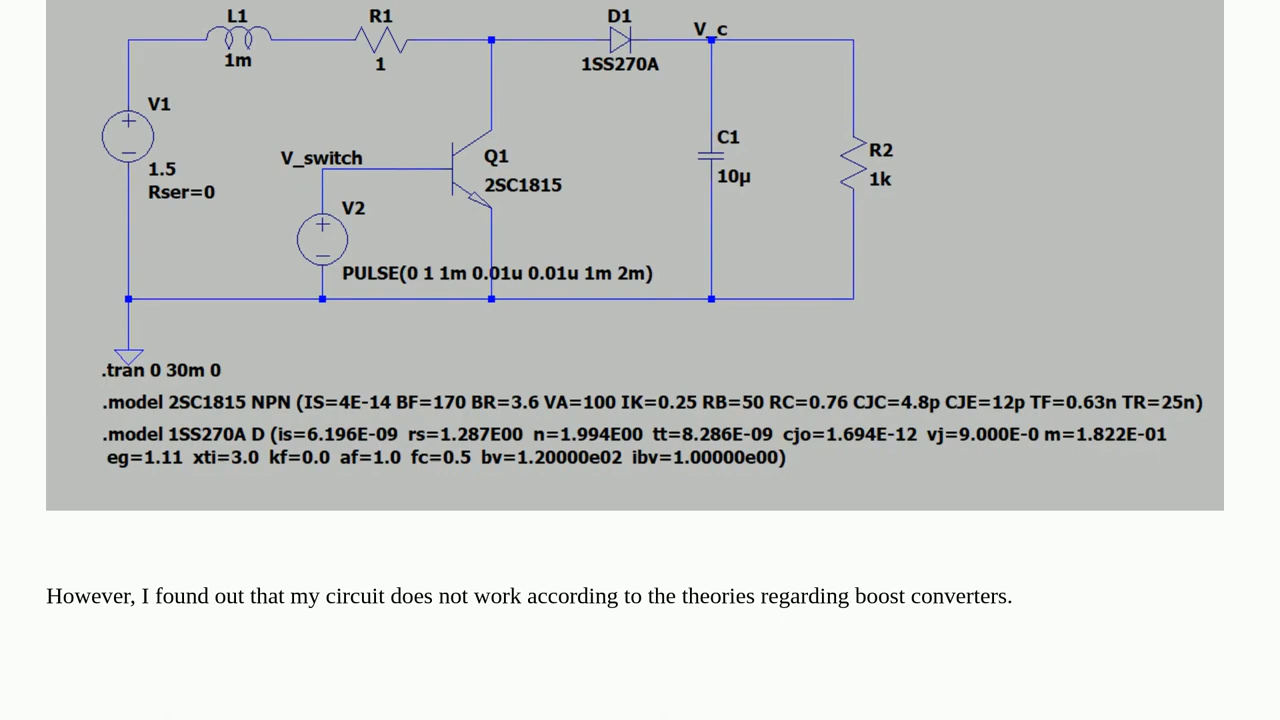 L1
R1
D1
V_c
1m
1
1SS270A
V1
C1
V_switch
Q1
R2
1.5
2SC1815
10µ
1k
Rser=0
V2
PULSE(0 1 1m 0.01u 0.01u 1m 2m)
.tran 0 30m 0
.model 2SC1815 NPN (IS=4E-14 BF=170 BR=3.6 VA=100 IK=0.25 RB=50 RC=0.76 CJC=4.8p CJE=12p TF=0.63n TR=25n)
.model 1SS270A D (is=6.196E-09 rs=1.287E00 n=1.994E00 tt=8.286E-09 cjo=1.694E-12 vj=9.000E-0 m=1.822E-01
eg=1.11 xti=3.0 kf=0.0 af=1.0 fc=0.5 bv=1.20000e02 ibv=1.00000e00)
However, I found out that my circuit does not work according to the theories regarding boost converters.